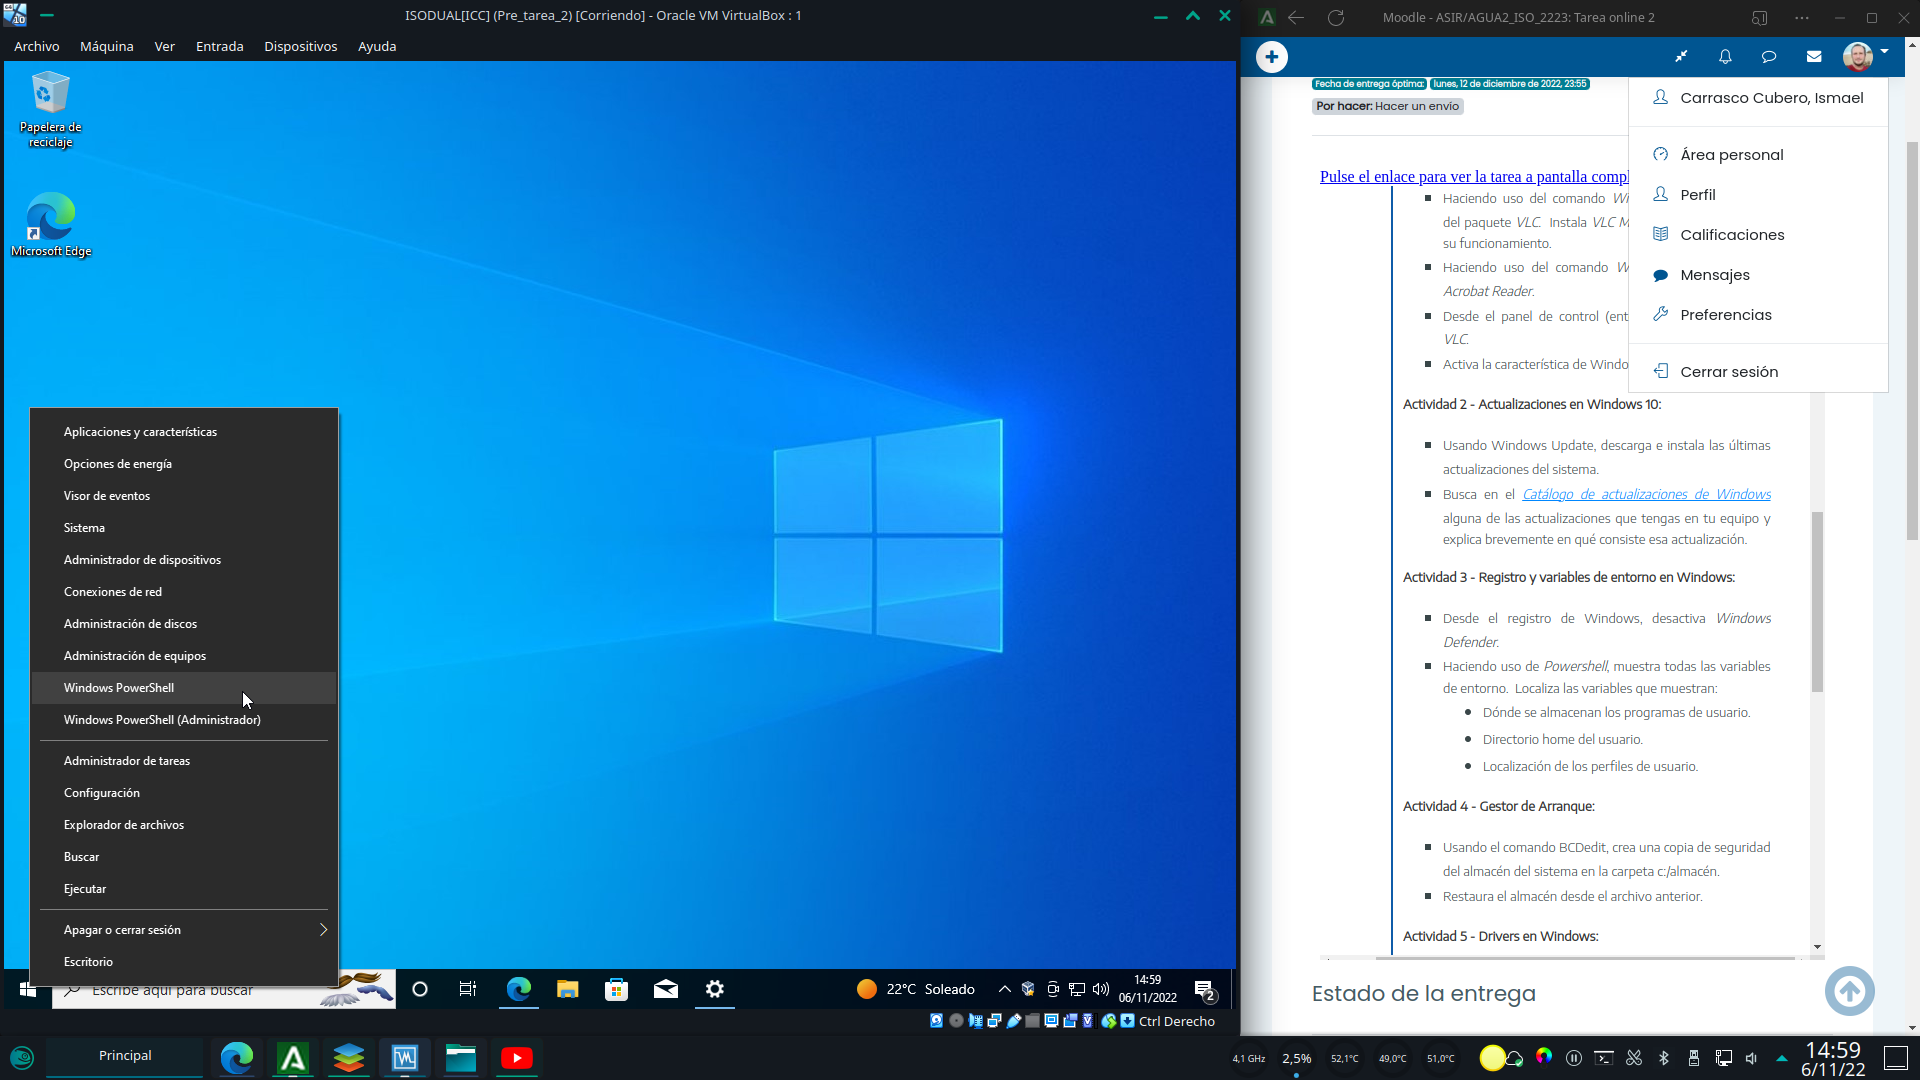 ISODUAL[ICC] (Pre_tarea_2) [Corriendo] - Oracle VM VirtualBox : 1
Archivo Máquina Ver Entrada Dispositivos Ayuda
Papelera de
reciclaje
Microsoft Edge
Aplicaciones y características
Opciones de energía
Visor de eventos
Sistema
Administrador de dispositivos
Conexiones de red
Administración de discos
Administración de equipos
Windows PowerShell
Windows PowerShell (Administrador)
Administrador de tareas
Configuración
Explorador de archivos
Buscar
Ejecutar
Apagar o cerrar sesión
Escritorio
Escribe aquí para buscar
22°C Soleado
14:59
06/11/2022
2
Ctrl Derecho
Moodle - ASIR/AGUA2_ISO_2223: Tarea online 2
Fecha de entrega óptima: lunes, 12 de diciembre de 2022, 23:55
Por hacer: Hacer un envío
Carrasco Cubero, Ismael
Área personal
Perfil
Calificaciones
Mensajes
Preferencias
Cerrar sesión
Pulse el enlace para ver la tarea a pantalla compl
Haciendo uso del comando Wi
del paquete VLC. Instala VLC M
su funcionamiento.
Haciendo uso del comando W
Acrobat Reader.
Desde el panel de control (ent
VLC.
Activa la característica de Windo
Actividad 2 - Actualizaciones en Windows 10:
Usando Windows Update, descarga e instala las últimas
actualizaciones del sistema.
Busca en el Catálogo de actualizaciones de Windows
alguna de las actualizaciones que tengas en tu equipo y
explica brevemente en qué consiste esa actualización.
Actividad 3 - Registro y variables de entorno en Windows:
Desde el registro de Windows, desactiva Windows
Defender.
Haciendo uso de Powershell, muestra todas las variables
de entorno. Localiza las variables que muestran:
Dónde se almacenan los programas de usuario.
Directorio home del usuario.
Localización de los perfiles de usuario.
Actividad 4 - Gestor de Arranque:
Usando el comando BCDedit, crea una copia de seguridad
del almacén del sistema en la carpeta c:/almacén.
Restaura el almacén desde el archivo anterior.
Actividad 5 - Drivers en Windows:
Estado de la entrega
Principal
4,1 GHz 2,5% 52,1°C 49,0°C 51,0°C
14:59
6/11/22